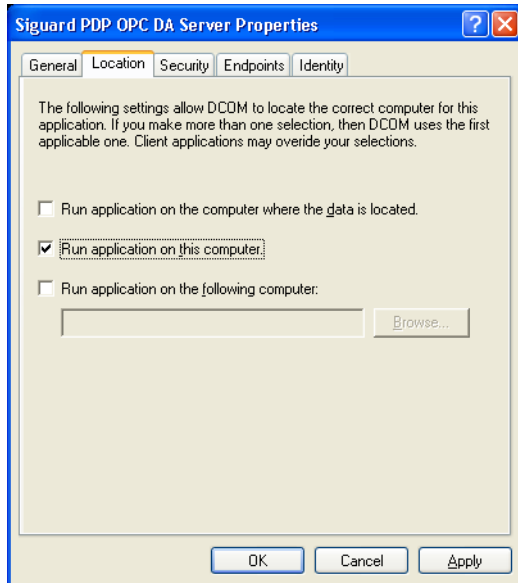 Siguard PDP OPC DA Server Properties
General Location Security Endpoints Identity
The following settings allow DCOM to locate the correct computer for this
application. If you make more than one selection, then DCOM uses the first
applicable one. Client applications may overide your selections.
Run application on the computer where the data is located.
Run application on this computer.
Run application on the following computer:
Browse...
OK Cancel Apply